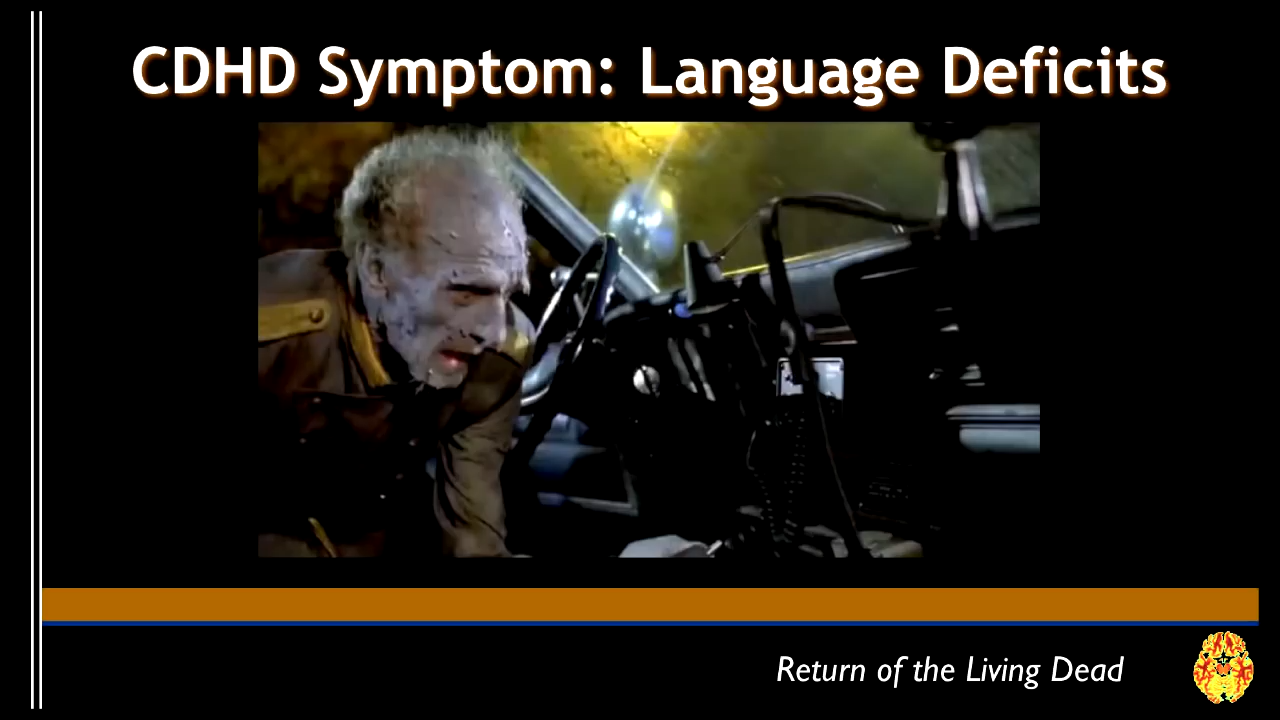 CDHD Symptom: Language Deficits
Return of the Living Dead